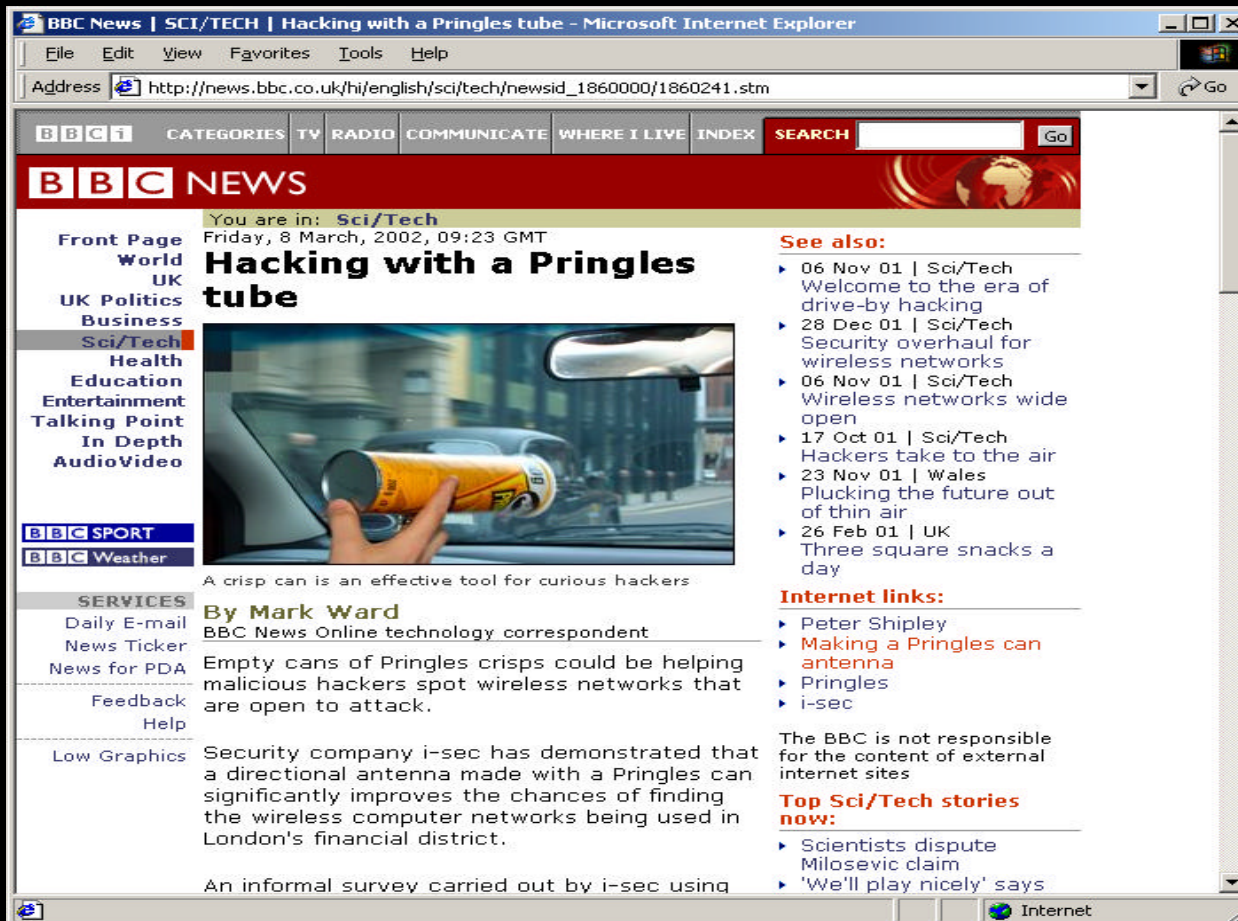 BBC News | SCI/TECH | Hacking with a Pringles tube - Microsoft Internet Explorer
File Edit View Favorites Tools Help
Address http://news.bbc.co.uk/hi/english/sci/tech/newsid_1860000/1860241.stm Go
BBCi CATEGORIES TV RADIO COMMUNICATE WHERE I LIVE INDEX SEARCH Go
BBC NEWS
Front Page
World
UK
UK Politics
Business
Sci/Tech
Health
Education
Entertainment
Talking Point
In Depth
AudioVideo
BBC SPORT
BBC Weather
SERVICES
Daily E-mail
News Ticker
News for PDA
Feedback
Help
Low Graphics
You are in: Sci/Tech
Friday, 8 March, 2002, 09:23 GMT
Hacking with a Pringles
tube
A crisp can is an effective tool for curious hackers
By Mark Ward
BBC News Online technology correspondent
Empty cans of Pringles crisps could be helping
malicious hackers spot wireless networks that
are open to attack.
Security company i-sec has demonstrated that
a directional antenna made with a Pringles can
significantly improves the chances of finding
the wireless computer networks being used in
London's financial district.
An informal survey carried out by i-sec using
See also:
06 Nov 01 | Sci/Tech
Welcome to the era of
drive-by hacking
28 Dec 01 | Sci/Tech
Security overhaul for
wireless networks
06 Nov 01 | Sci/Tech
Wireless networks wide
open
17 Oct 01 | Sci/Tech
Hackers take to the air
23 Nov 01 | Wales
Plucking the future out
of thin air
26 Feb 01 | UK
Three square snacks a
day
Internet links:
Peter Shipley
Making a Pringles can
antenna
Pringles
i-sec
The BBC is not responsible
for the content of external
internet sites
Top Sci/Tech stories
now:
Scientists dispute
Milosevic claim
'We'll play nicely' says
Internet